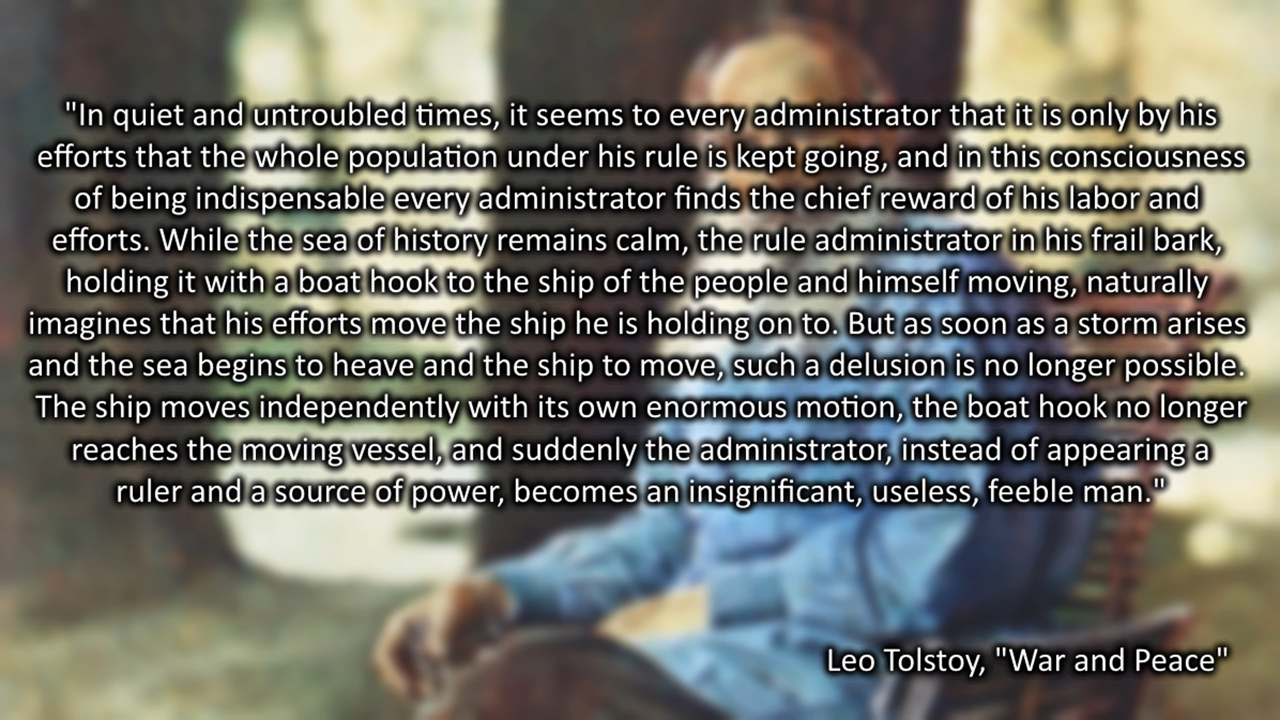 "In quiet and untroubled times, it seems to every administrator that it is only by his
efforts that the whole population under his rule is kept going, and in this consciousness
of being indispensable every administrator finds the chief reward of his labor and
efforts. While the sea of history remains calm, the rule administrator in his frail bark,
holding it with a boat hook to the ship of the people and himself moving, naturally
imagines that his efforts move the ship he is holding on to. But as soon as a storm arises
and the sea begins to heave and the ship to move, such a delusion is no longer possible.
The ship moves independently with its own enormous motion, the boat hook no longer
reaches the moving vessel, and suddenly the administrator, instead of appearing a
ruler and a source of power, becomes an insignificant, useless, feeble man."
Leo Tolstoy, "War and Peace"